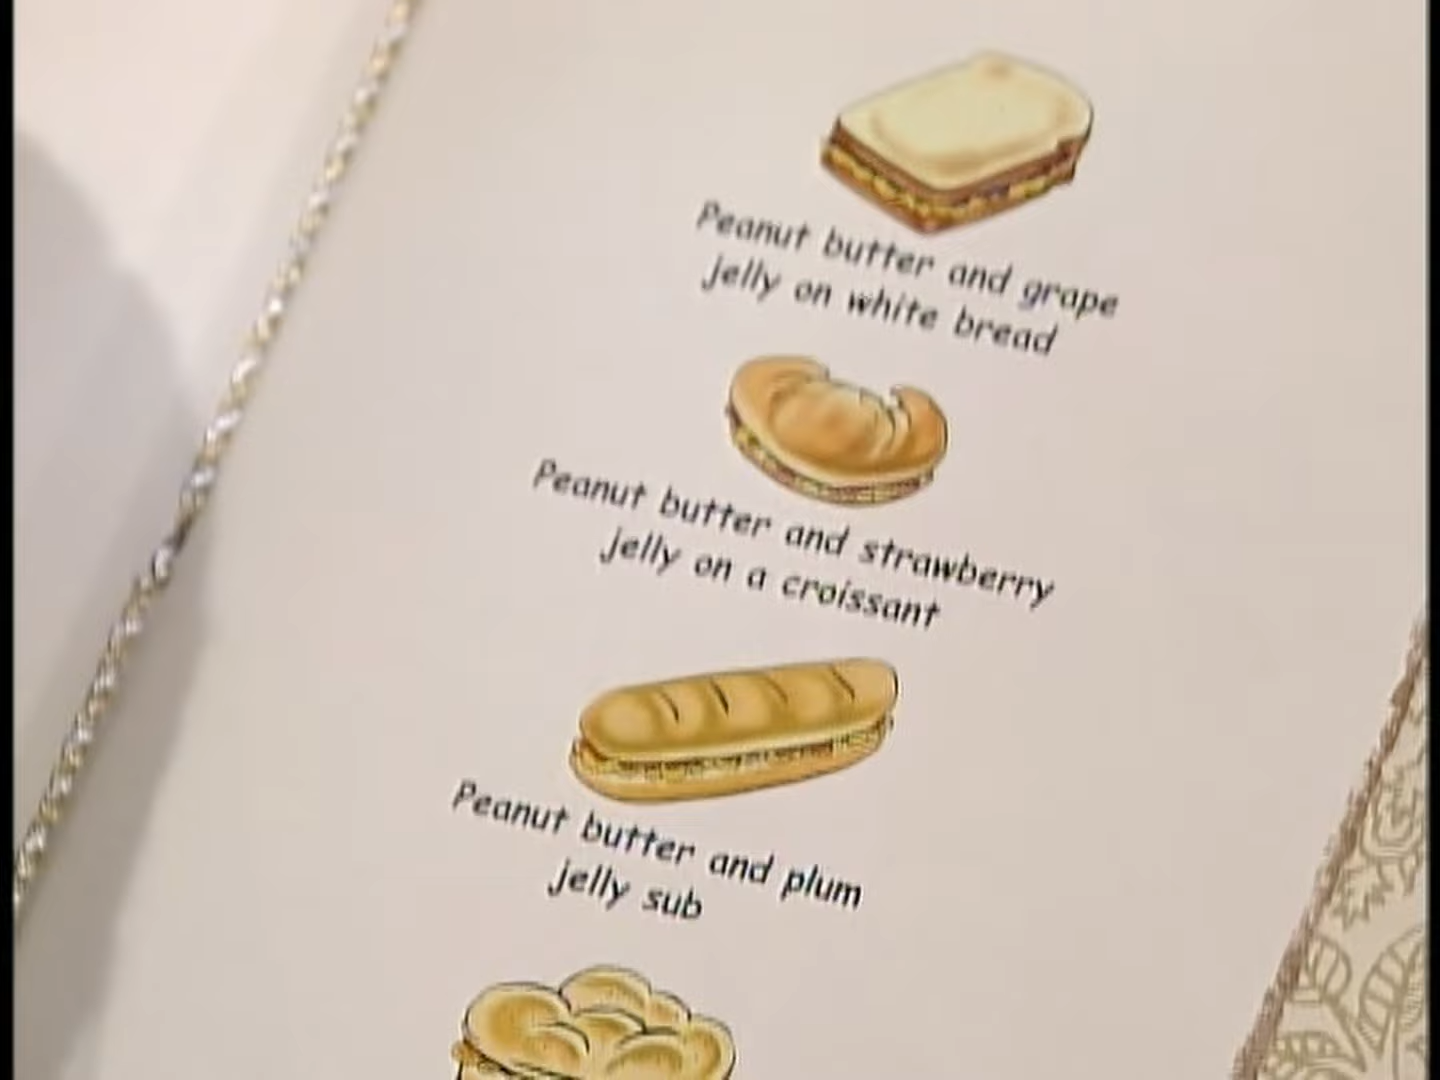 Peanut butter and grape
jelly on white bread
Peanut butter and strawberry
jelly on a croissant
Peanut butter and plum
jelly sub